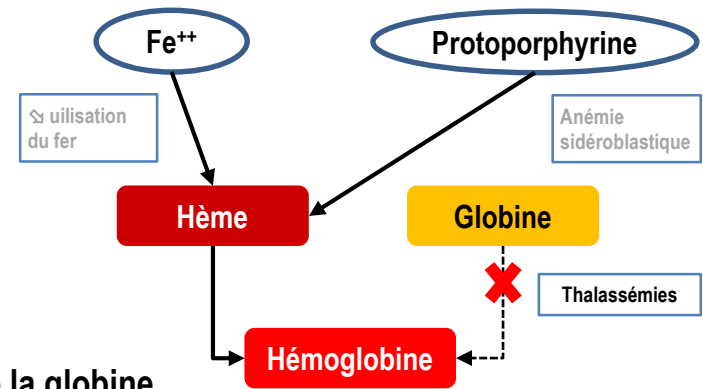 Fe⁺⁺
Protoporphyrine
⇘ uilisation
du fer
Anémie
sidéroblastique
Hème
Globine
Thalassémies
Hémoglobine
la globine